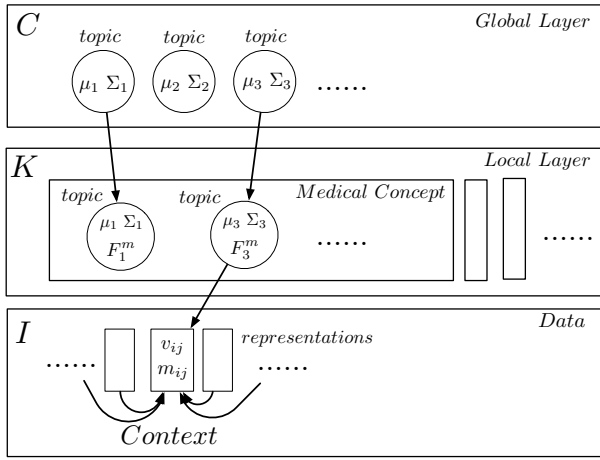 C Global Layer
topic topic topic
μ₁ Σ₁ μ₂ Σ₂ μ₃ Σ₃ ......
K Local Layer
topic topic Medical Concept
μ₁ Σ₁ μ₃ Σ₃
F₁ᵐ F₃ᵐ ...... ......
I Data
representations
...... vᵢⱼ ......
mᵢⱼ
Context